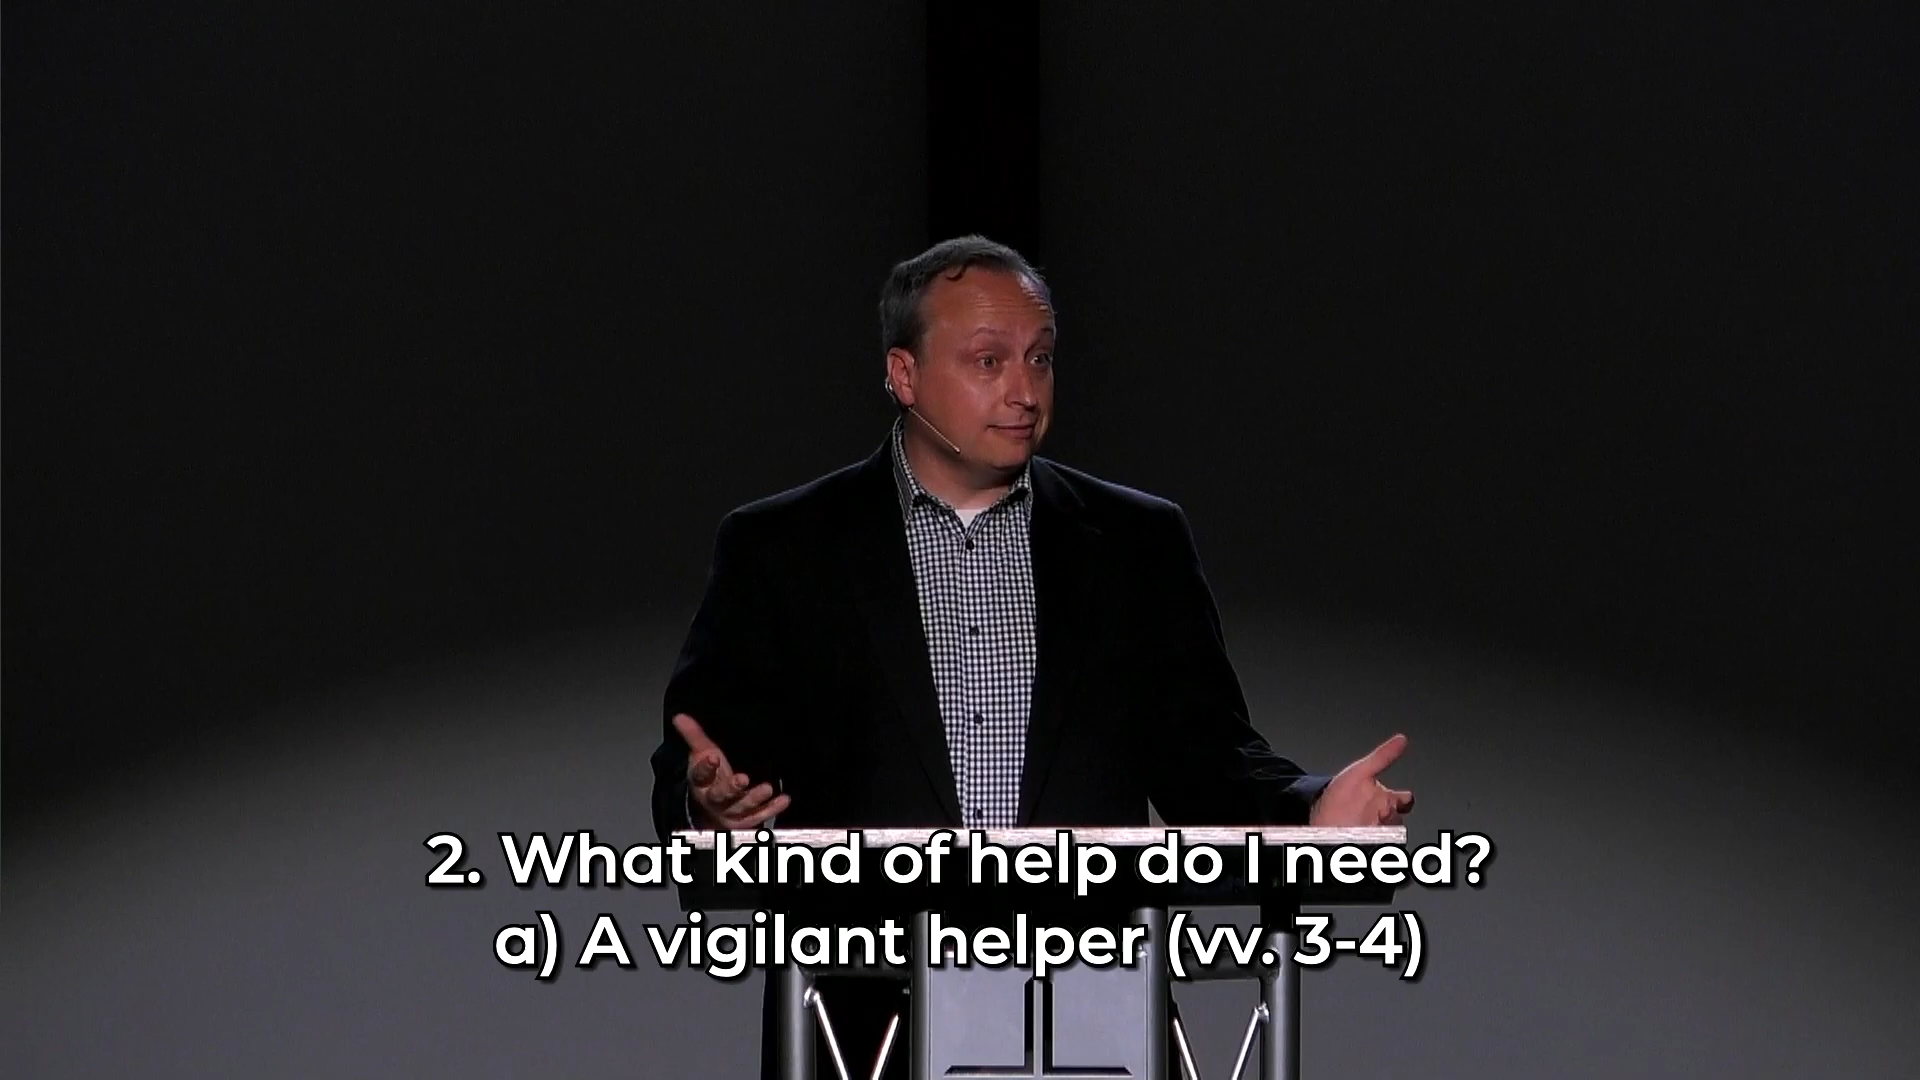 2. What kind of help do I need?
a) A vigilant helper (vv. 3-4)